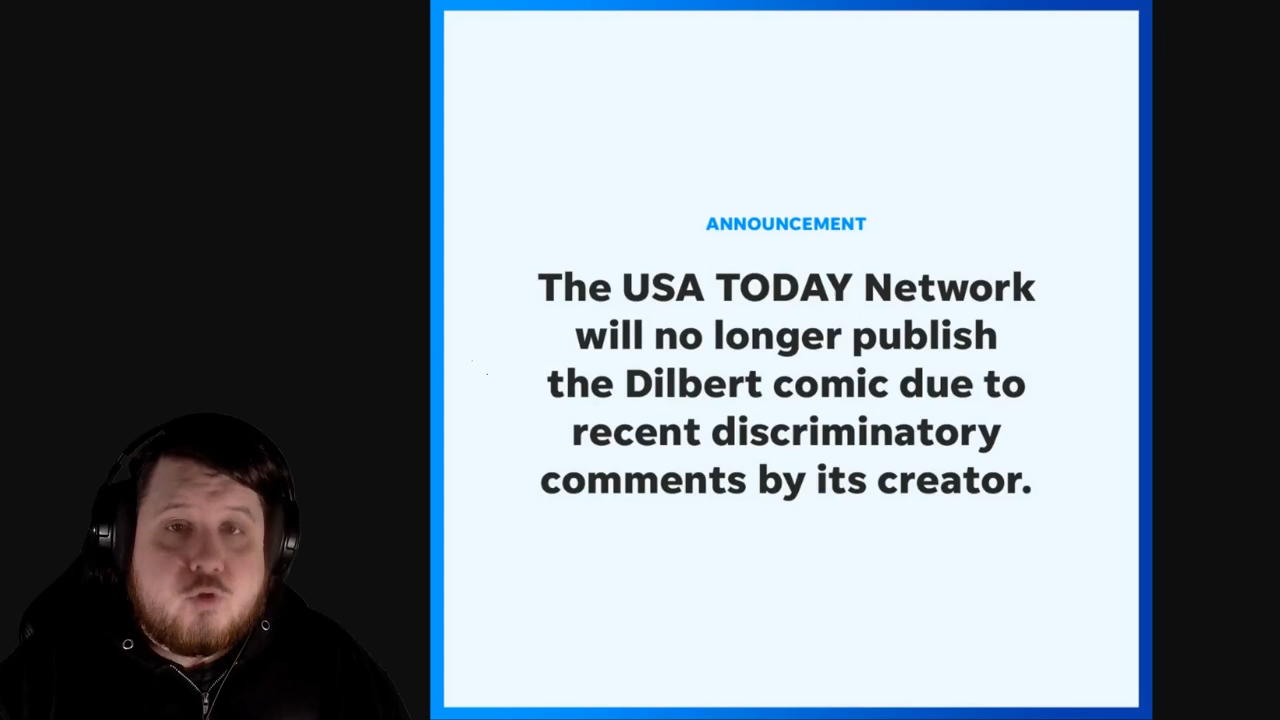 ANNOUNCEMENT
The USA TODAY Network
will no longer publish
the Dilbert comic due to
recent discriminatory
comments by its creator.